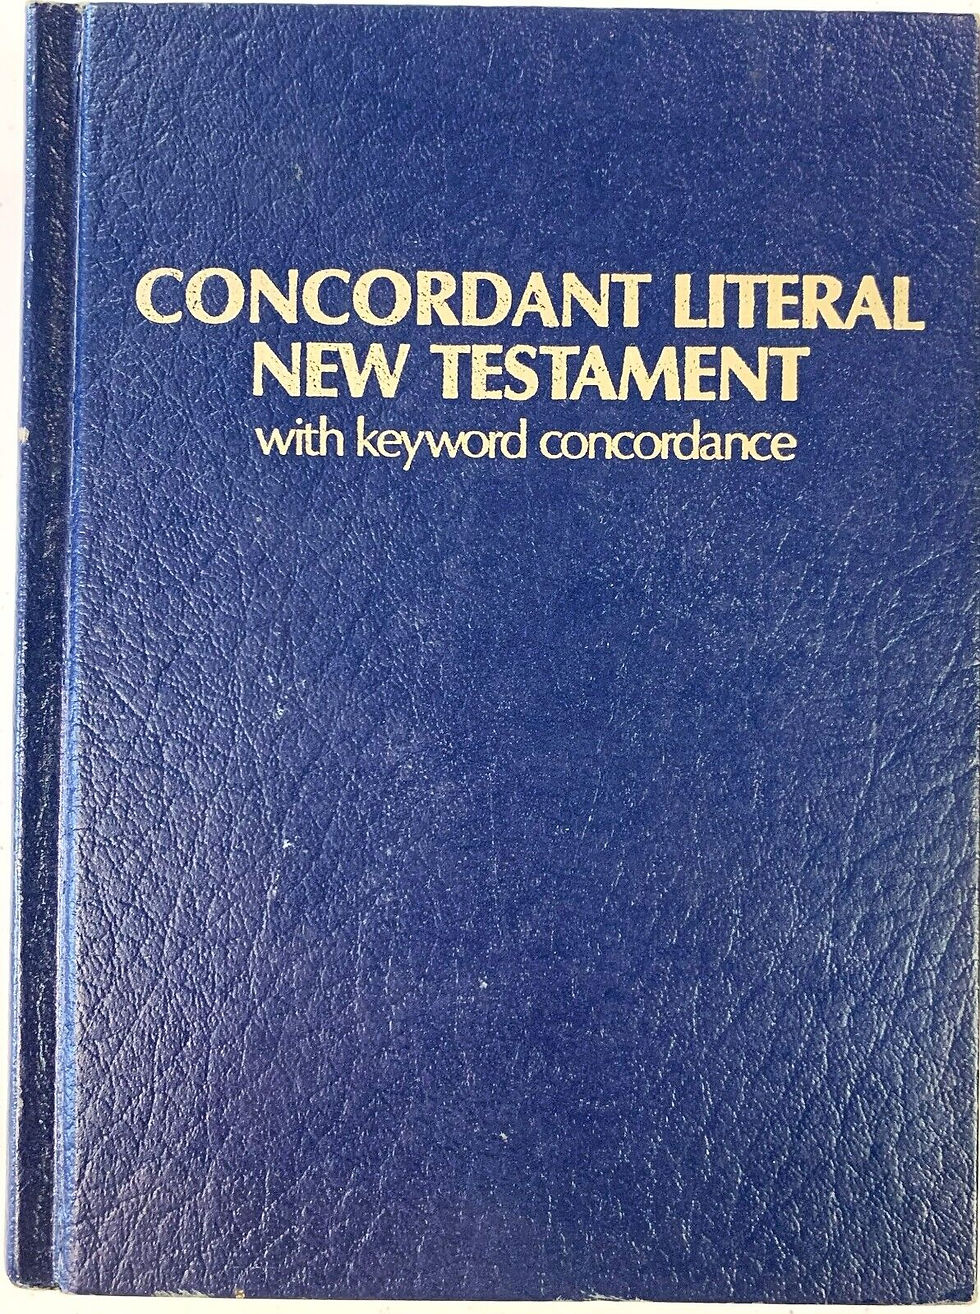 CONCORDANT LITERAL
NEW TESTAMENT
with keyword concordance